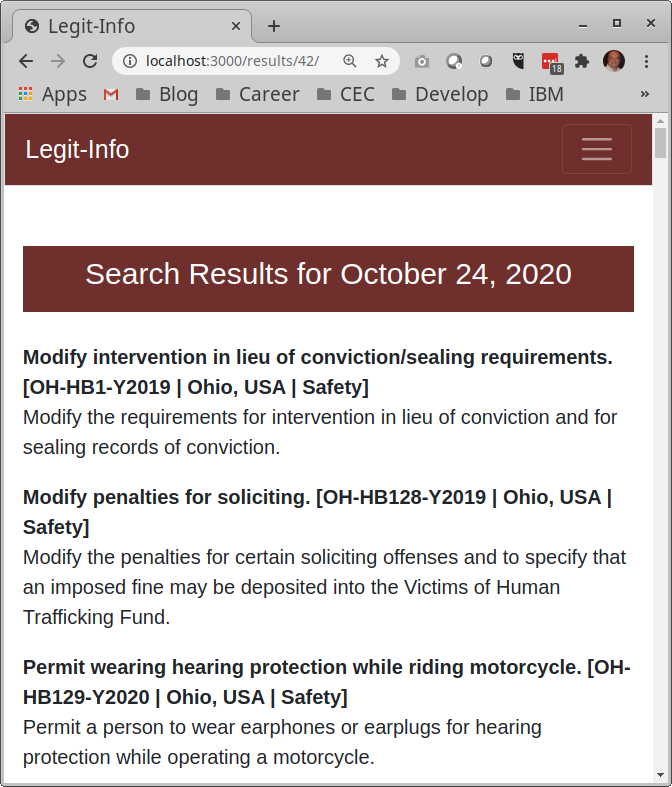 Legit-Info
localhost:3000/results/42/
18
Apps Blog Career CEC Develop IBM »
Legit-Info
Search Results for October 24, 2020
Modify intervention in lieu of conviction/sealing requirements.
[OH-HB1-Y2019 | Ohio, USA | Safety]
Modify the requirements for intervention in lieu of conviction and for
sealing records of conviction.
Modify penalties for soliciting. [OH-HB128-Y2019 | Ohio, USA |
Safety]
Modify the penalties for certain soliciting offenses and to specify that
an imposed fine may be deposited into the Victims of Human
Trafficking Fund.
Permit wearing hearing protection while riding motorcycle. [OH-
HB129-Y2020 | Ohio, USA | Safety]
Permit a person to wear earphones or earplugs for hearing
protection while operating a motorcycle.